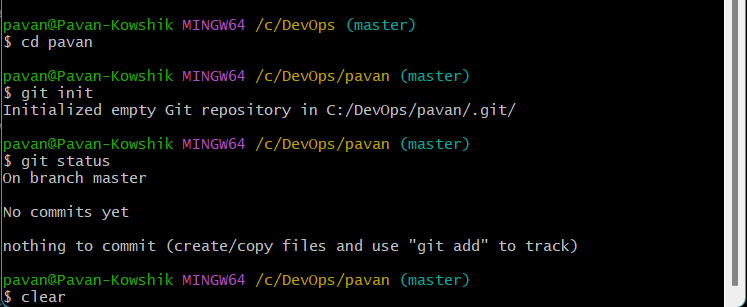 pavan@Pavan-Kowshik MINGW64 /c/DevOps (master)
$ cd pavan
pavan@Pavan-Kowshik MINGW64 /c/DevOps/pavan (master)
$ git init
Initialized empty Git repository in C:/DevOps/pavan/.git/
pavan@Pavan-Kowshik MINGW64 /c/DevOps/pavan (master)
$ git status
On branch master
No commits yet
nothing to commit (create/copy files and use "git add" to track)
pavan@Pavan-Kowshik MINGW64 /c/DevOps/pavan (master)
$ clear